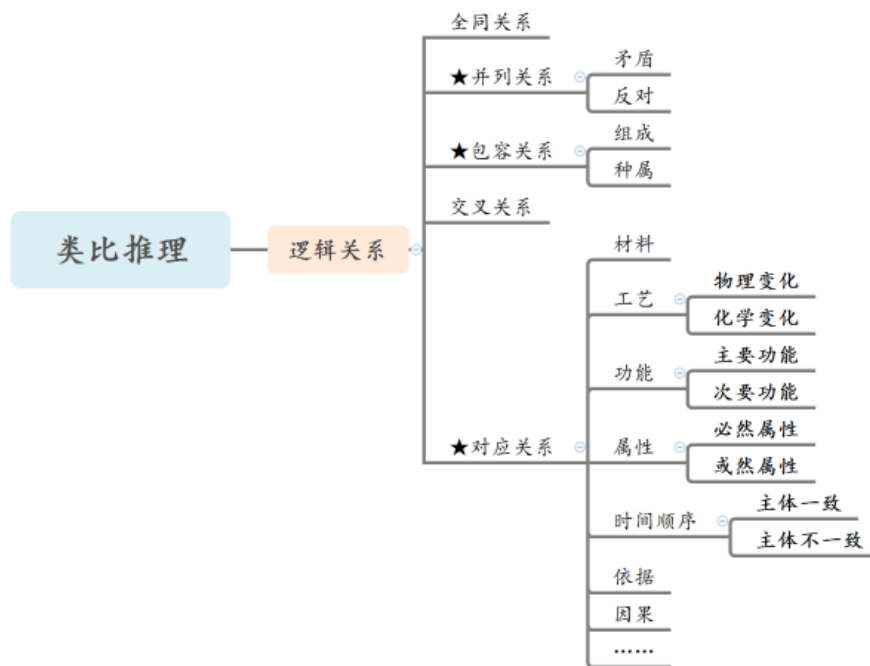 类比推理
逻辑关系
全同关系
★并列关系
矛盾
反对
★包容关系
组成
种属
交叉关系
★对应关系
材料
工艺
物理变化
化学变化
功能
主要功能
次要功能
属性
必然属性
或然属性
时间顺序
主体一致
主体不一致
依据
因果
……